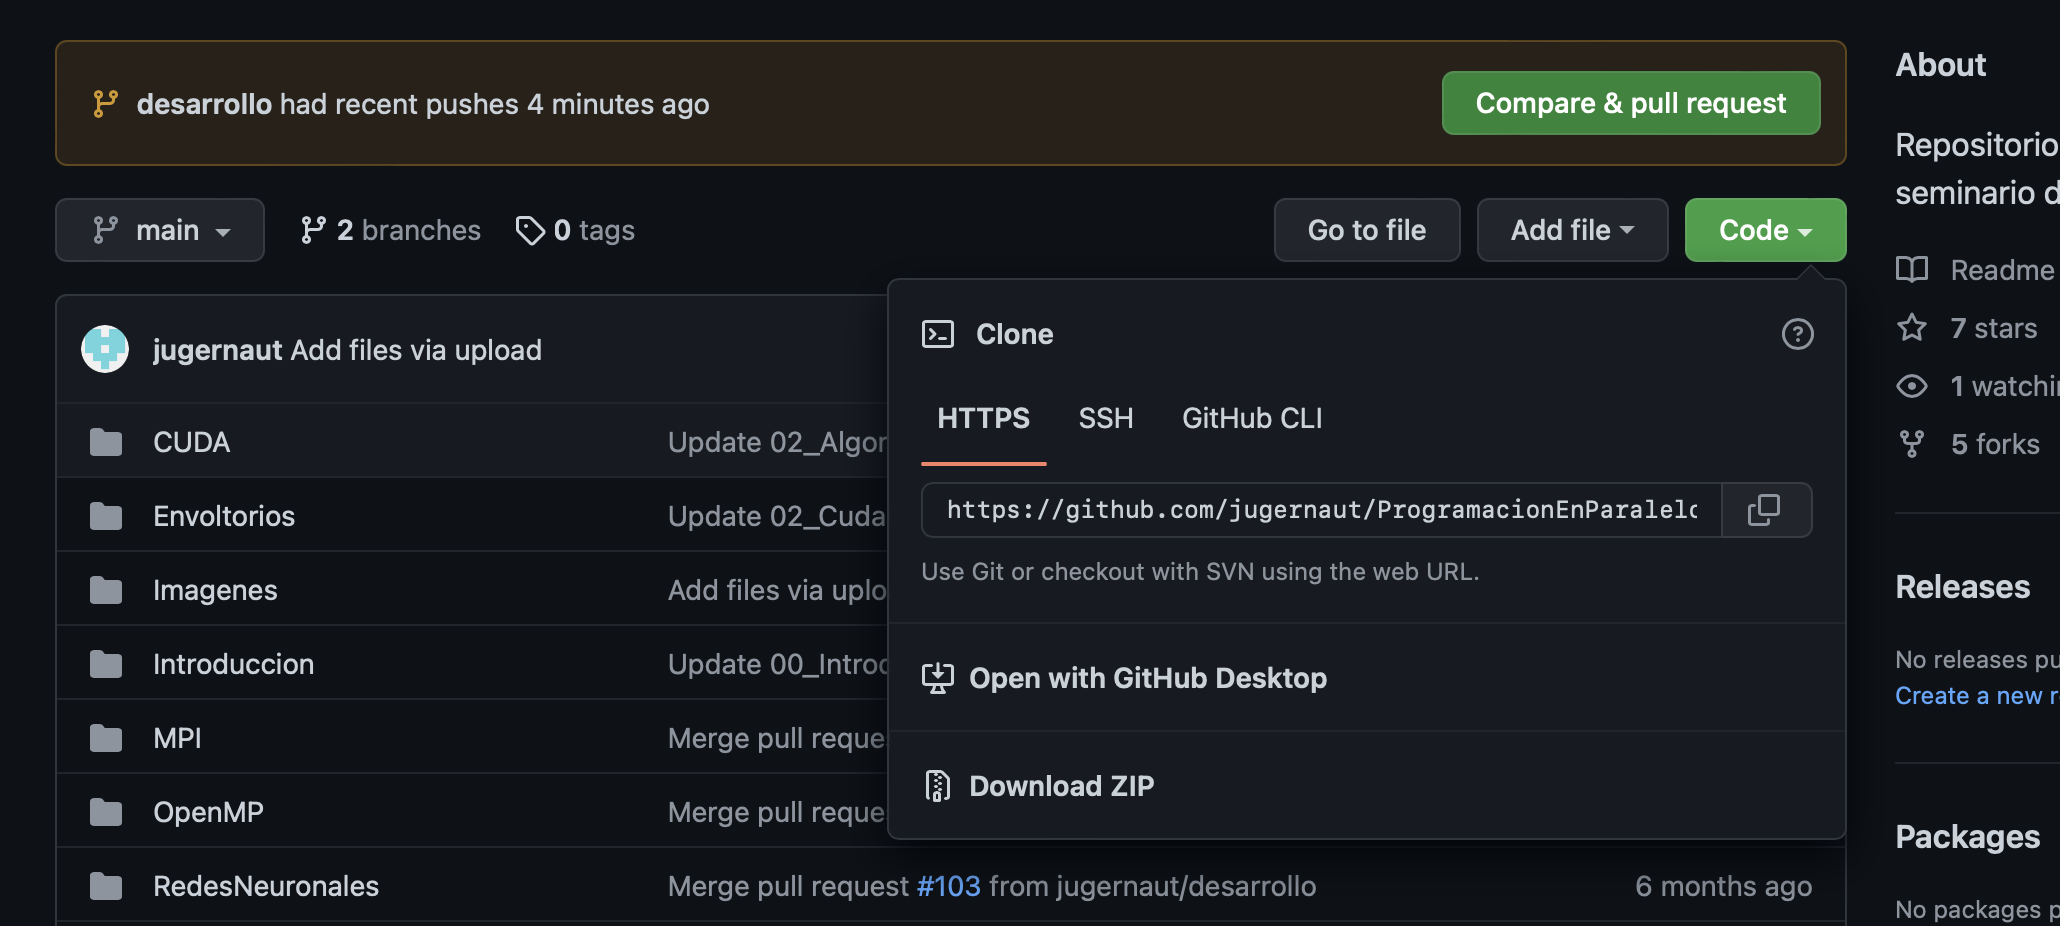 desarrollo had recent pushes 4 minutes ago
Compare & pull request
main
2 branches
0 tags
Go to file
Add file
Code
jugernaut Add files via upload
CUDA
Update 02_Algor
Envoltorios
Update 02_Cuda
Imagenes
Add files via uplo
Introduccion
Update 00_Introd
MPI
Merge pull reque
OpenMP
Merge pull reque
RedesNeuronales
Merge pull request #103 from jugernaut/desarrollo
6 months ago
Clone
HTTPS
SSH
GitHub CLI
https://github.com/jugernaut/ProgramacionEnParalelo
Use Git or checkout with SVN using the web URL.
Open with GitHub Desktop
Download ZIP
About
Repositorio
seminario d
Readme
7 stars
1 watchin
5 forks
Releases
No releases pu
Create a new r
Packages
No packages p